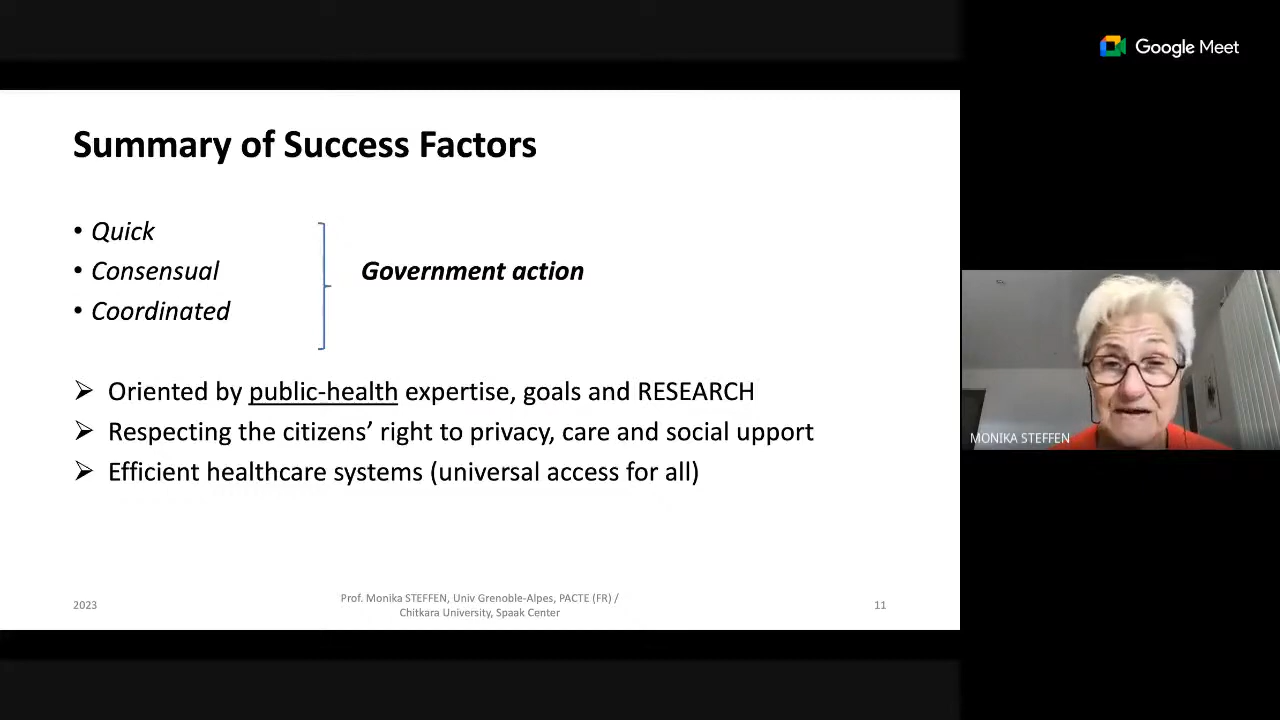 Google Meet
Summary of Success Factors
• Quick
• Consensual
• Coordinated
Government action
➢ Oriented by public-health expertise, goals and RESEARCH
➢ Respecting the citizens’ right to privacy, care and social upport
➢ Efficient healthcare systems (universal access for all)
MONIKA STEFFEN
2023
Prof. Monika STEFFEN, Univ Grenoble-Alpes, PACTE (FR) /
Chitkara University, Spaak Center
11